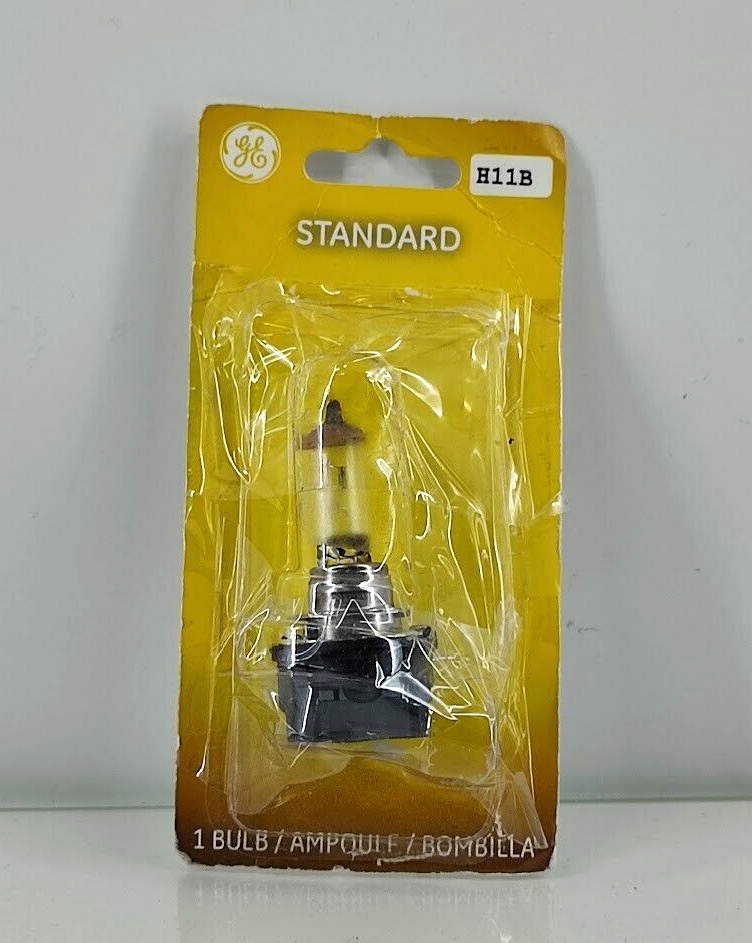 GE
H11B
STANDARD
1 BULB / AMPOULE / BOMBILLA